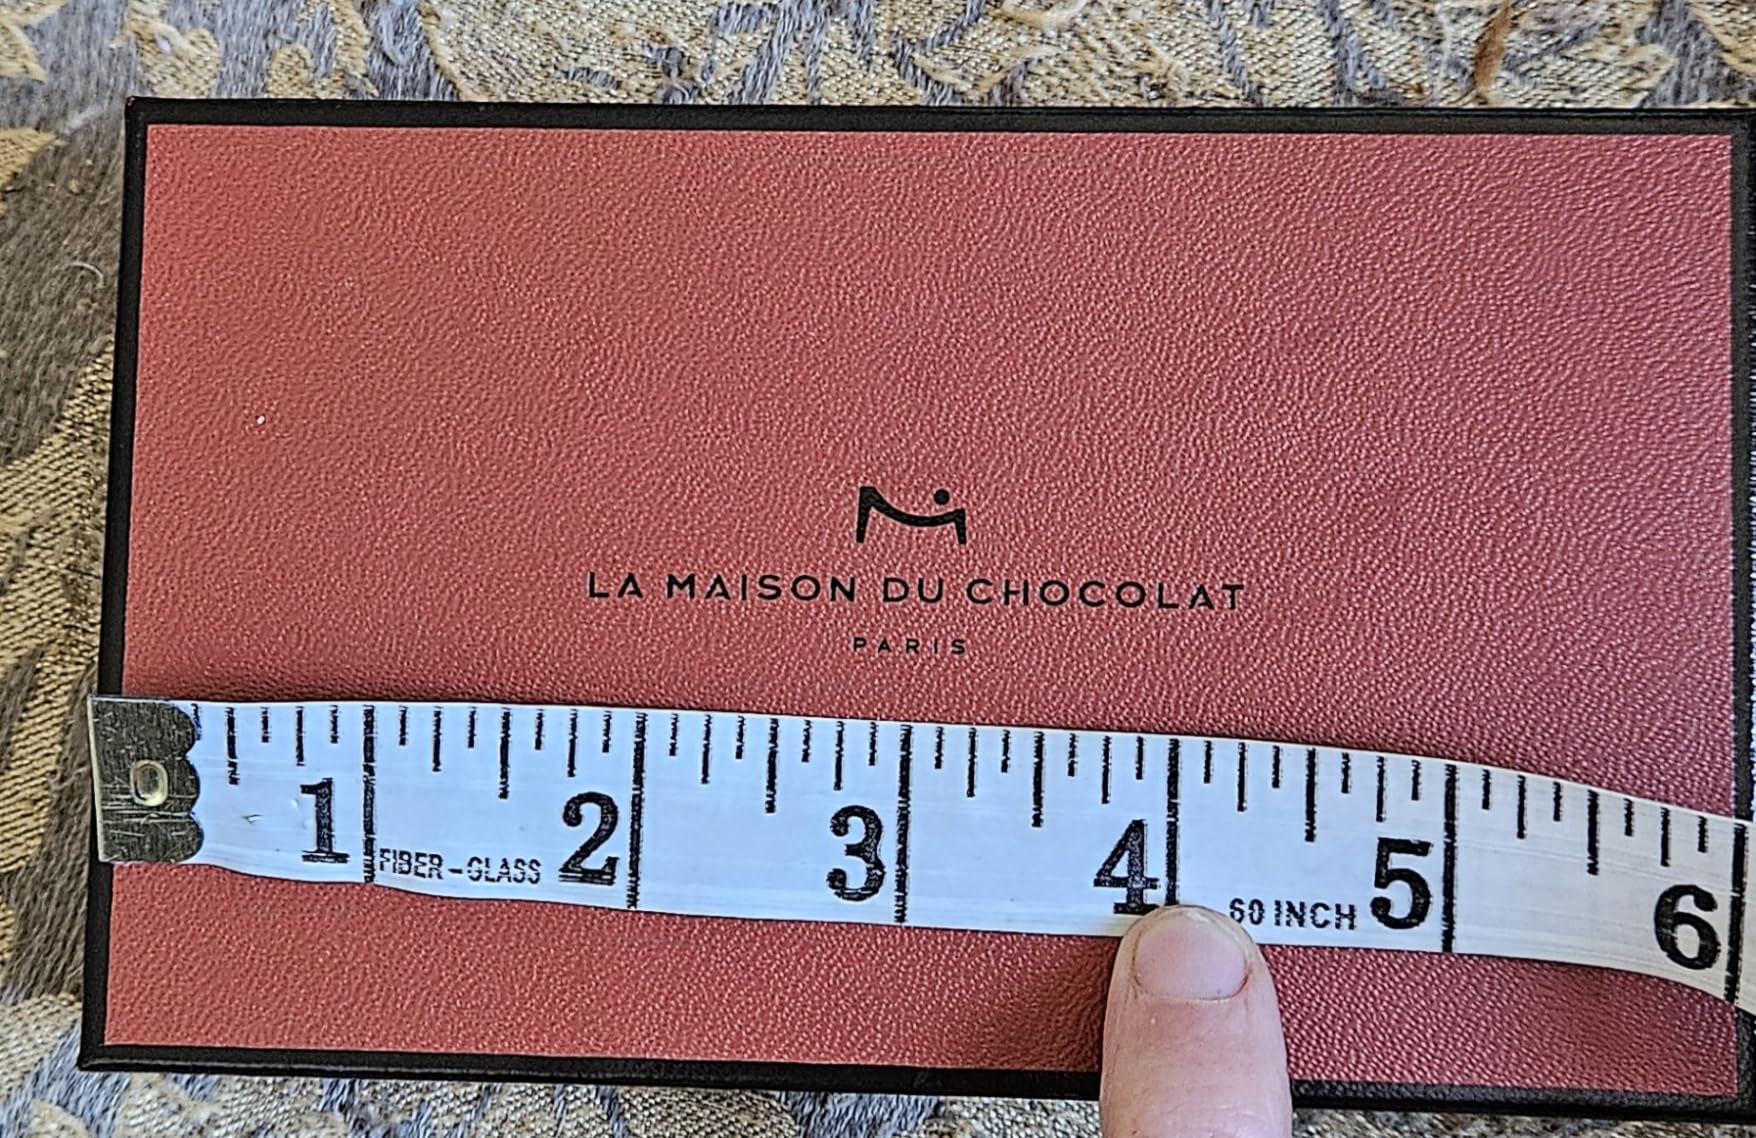 LA MAISON DU CHOCOLAT
PARIS
1 2 3 4 5 6
FIBER-GLASS
60 INCH